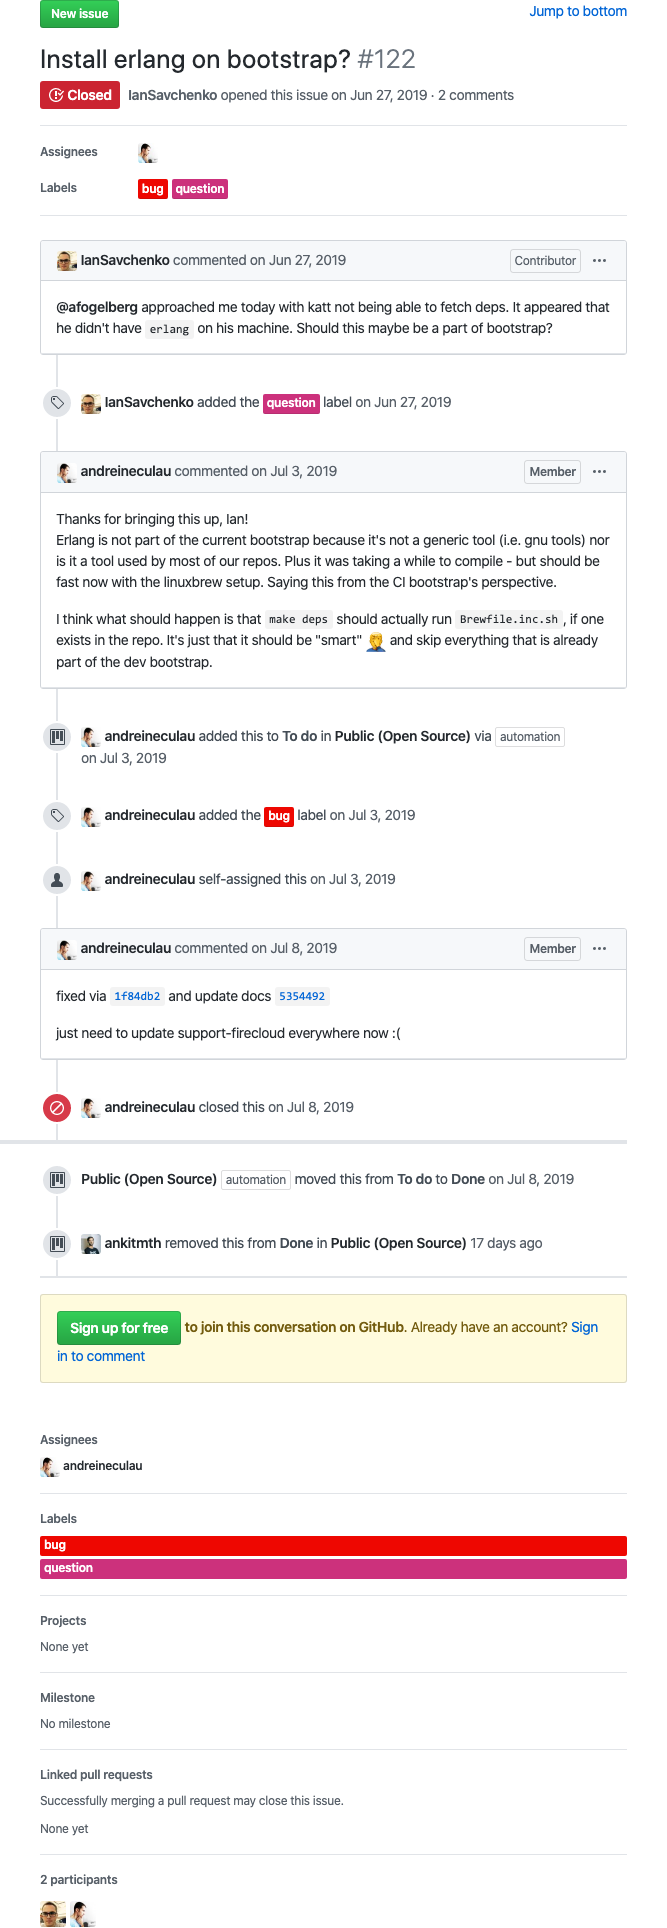 New issue
Jump to bottom
Install erlang on bootstrap? #122
Closed IanSavchenko opened this issue on Jun 27, 2019 · 2 comments
Assignees
Labels bug question
IanSavchenko commented on Jun 27, 2019 Contributor ···
@afogelberg approached me today with katt not being able to fetch deps. It appeared that
he didn't have erlang on his machine. Should this maybe be a part of bootstrap?
IanSavchenko added the question label on Jun 27, 2019
andreineculau commented on Jul 3, 2019 Member ···
Thanks for bringing this up, Ian!
Erlang is not part of the current bootstrap because it's not a generic tool (i.e. gnu tools) nor
is it a tool used by most of our repos. Plus it was taking a while to compile - but should be
fast now with the linuxbrew setup. Saying this from the CI bootstrap's perspective.
I think what should happen is that make deps should actually run Brewfile.inc.sh , if one
exists in the repo. It's just that it should be "smart" 🤦‍♂️ and skip everything that is already
part of the dev bootstrap.
andreineculau added this to To do in Public (Open Source) via automation
on Jul 3, 2019
andreineculau added the bug label on Jul 3, 2019
andreineculau self-assigned this on Jul 3, 2019
andreineculau commented on Jul 8, 2019 Member ···
fixed via 1f84db2 and update docs 5354492
just need to update support-firecloud everywhere now :(
andreineculau closed this on Jul 8, 2019
Public (Open Source) automation moved this from To do to Done on Jul 8, 2019
ankitmth removed this from Done in Public (Open Source) 17 days ago
Sign up for free to join this conversation on GitHub. Already have an account? Sign
in to comment
Assignees
andreineculau
Labels
bug
question
Projects
None yet
Milestone
No milestone
Linked pull requests
Successfully merging a pull request may close this issue.
None yet
2 participants